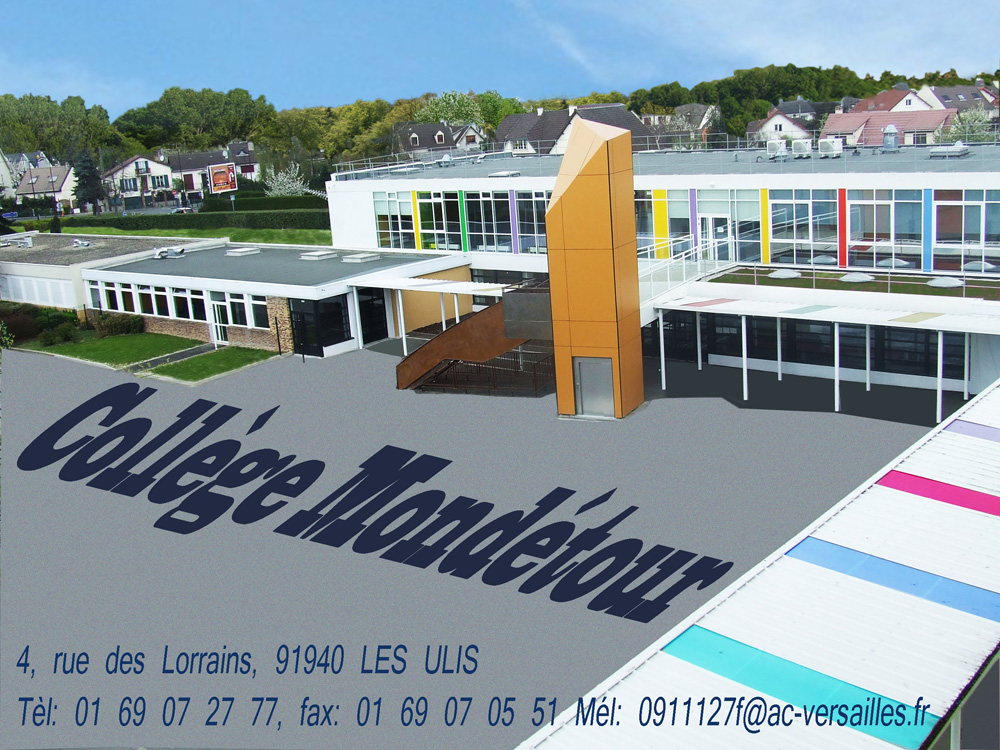 Collège Mondétour
4, rue des Lorrains, 91940 LES ULIS
Tèl: 01 69 07 27 77, fax: 01 69 07 05 51 Mél: 0911127f@ac-versailles.fr